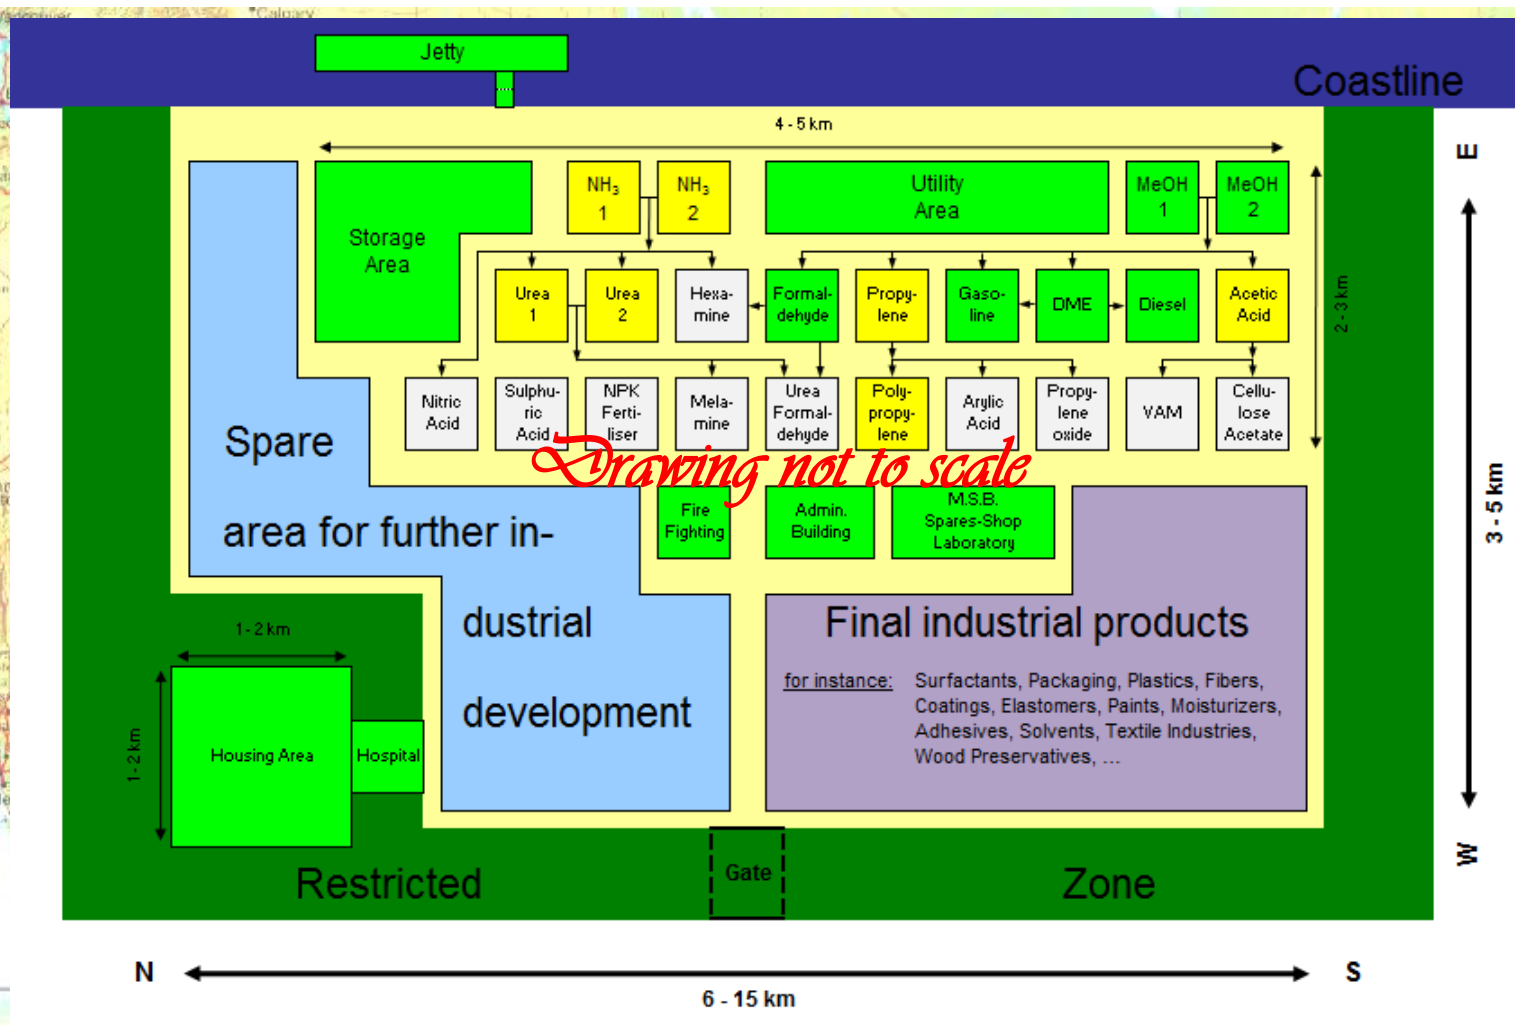 Calgary
Jetty
Coastline
4 - 5 km
E
NH3
1
NH3
2
Utility
Area
MeOH
1
MeOH
2
Storage
Area
Urea
1
Urea
2
Hexa-
mine
Formal-
dehyde
Propy-
lene
Gaso-
line
DME
Diesel
Acetic
Acid
2 - 3 km
Nitric
Acid
Sulphu-
ric
Acid
NPK
Ferti-
liser
Mela-
mine
Urea
Formal-
dehyde
Poly-
propy-
lene
Arylic
Acid
Propy-
lene
oxide
VAM
Cellu-
lose
Acetate
Drawing not to scale
Spare
area for further in-
dustrial
development
Fire
Fighting
Admin.
Building
M.S.B.
Spares-Shop
Laboratory
3 - 5 km
Final industrial products
for instance:
Surfactants, Packaging, Plastics, Fibers,
Coatings, Elastomers, Paints, Moisturizers,
Adhesives, Solvents, Textile Industries,
Wood Preservatives, ...
1 - 2 km
1 - 2 km
Housing Area
Hospital
W
Restricted
Gate
Zone
N
S
6 - 15 km